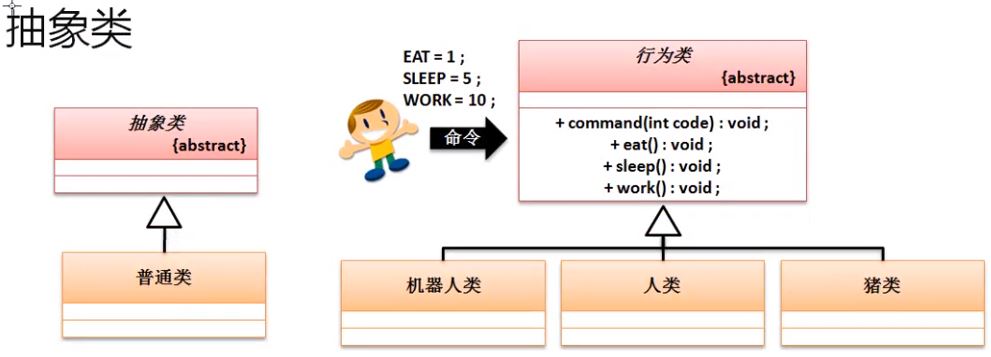 抽象类
抽象类
{abstract}
普通类
EAT = 1 ;
SLEEP = 5 ;
WORK = 10 ;
命令
行为类
{abstract}
+ command(int code) : void ;
+ eat() : void ;
+ sleep() : void ;
+ work() : void ;
机器人类
人类
猪类